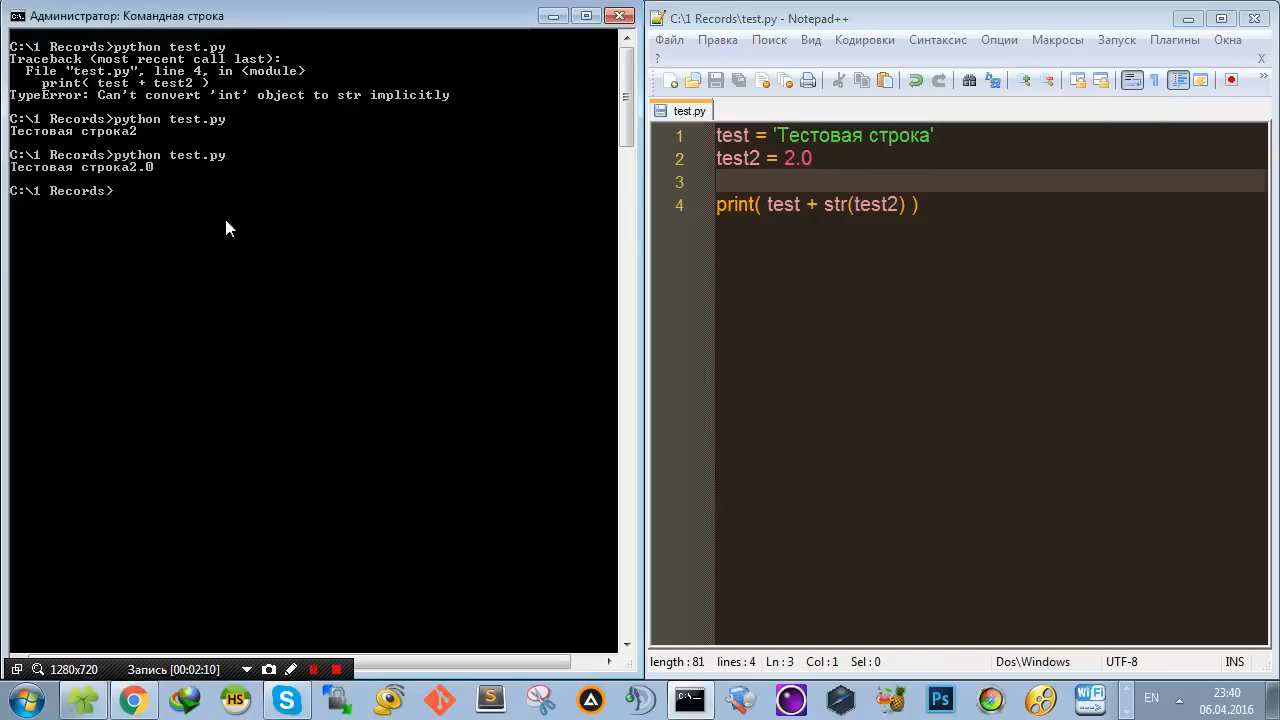 Администратор: Командная строка
C:\1 Records>python test.py
Traceback (most recent call last):
  File "test.py", line 4, in <module>
    print( test + test2 )
TypeError: Can't convert 'int' object to str implicitly
C:\1 Records>python test.py
Тестовая строка2
C:\1 Records>python test.py
Тестовая строка2.0
C:\1 Records>
1280x720 Запись [00:02:10]
C:\1 Records\test.py - Notepad++
Файл Правка Поиск Вид Кодировки Синтаксис Опции Макросы Запуск Плагины Окна
? X
test.py
1 test = 'Тестовая строка'
2 test2 = 2.0
3
4 print( test + str(test2) )
length : 81 lines : 4 Ln : 3 Col : 1 Sel : 0 Dos\Windows UTF-8 INS
HS S S Ps WiFi EN 23:40
06.04.2016